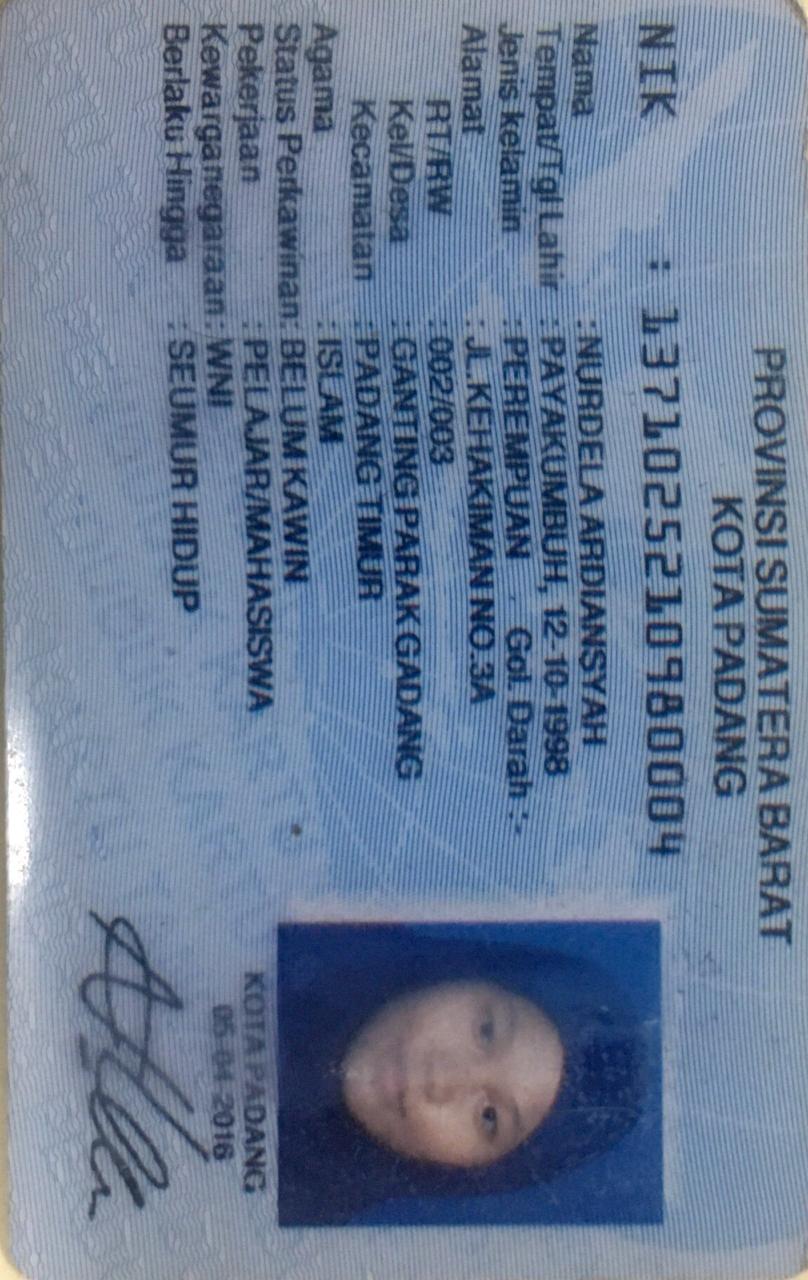 PROVINSI SUMATERA BARAT
KOTA PADANG
NIK : 1371025210980004
Nama : NURDELA ARDIANSYAH
Tempat/Tgl Lahir : PAYAKUMBUH, 12-10-1998
Jenis kelamin : PEREMPUAN Gol. Darah :-
Alamat : JL.KEHAKIMAN NO.3A
RT/RW : 002/003
Kel/Desa : GANTING PARAK GADANG
Kecamatan : PADANG TIMUR
Agama : ISLAM
Status Perkawinan: BELUM KAWIN
Pekerjaan : PELAJAR/MAHASISWA
Kewarganegaraan: WNI
Berlaku Hingga : SEUMUR HIDUP
KOTA PADANG
05-04-2016